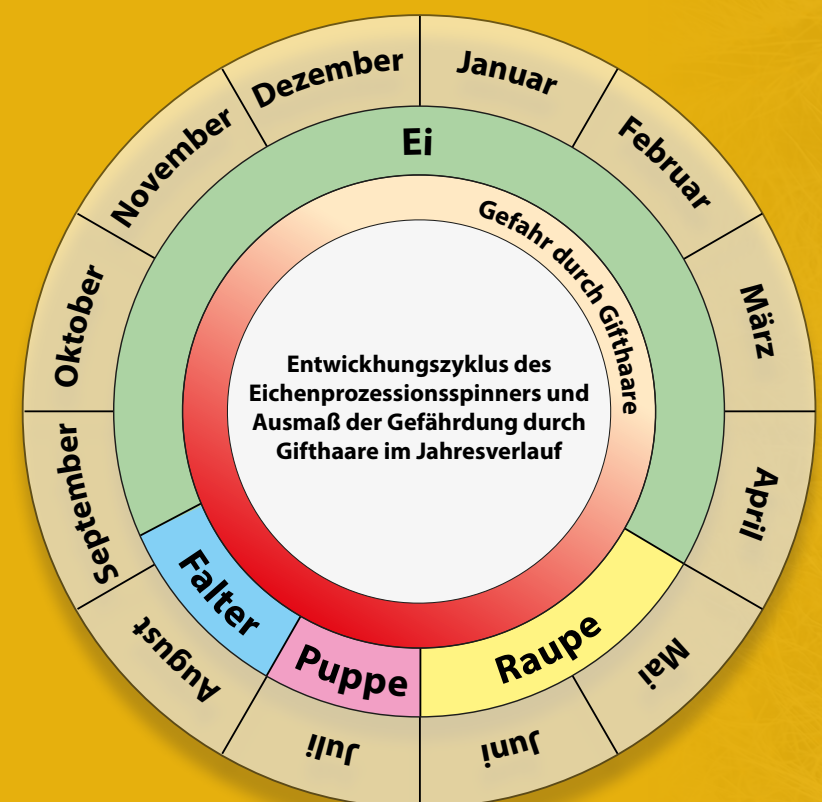 Januar
Februar
März
April
Mai
Juni
Juli
August
September
Oktober
November
Dezember
Ei
Raupe
Puppe
Falter
Gefahr durch Gifthaare
Entwickhungszyklus des
Eichenprozessionsspinners und
Ausmaß der Gefährdung durch
Gifthaare im Jahresverlauf